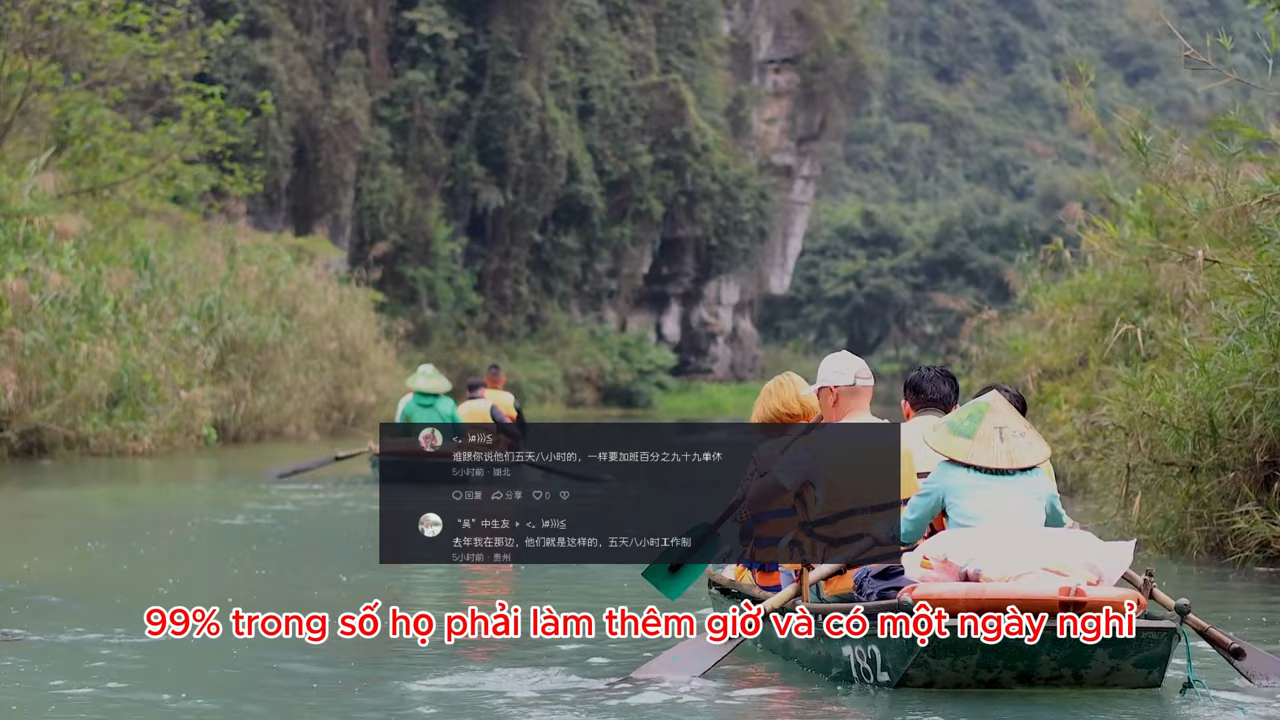 <。)#)))≦
谁跟你说他们五天八小时的，一样要加班百分之九十九单休
5小时前 · 湖北
回复 分享 0
“吴”中生友 ▸ <。)#)))≦
去年我在那边，他们就是这样的，五天八小时工作制
5小时前 · 贵州
99% trong số họ phải làm thêm giờ và có một ngày nghỉ
782